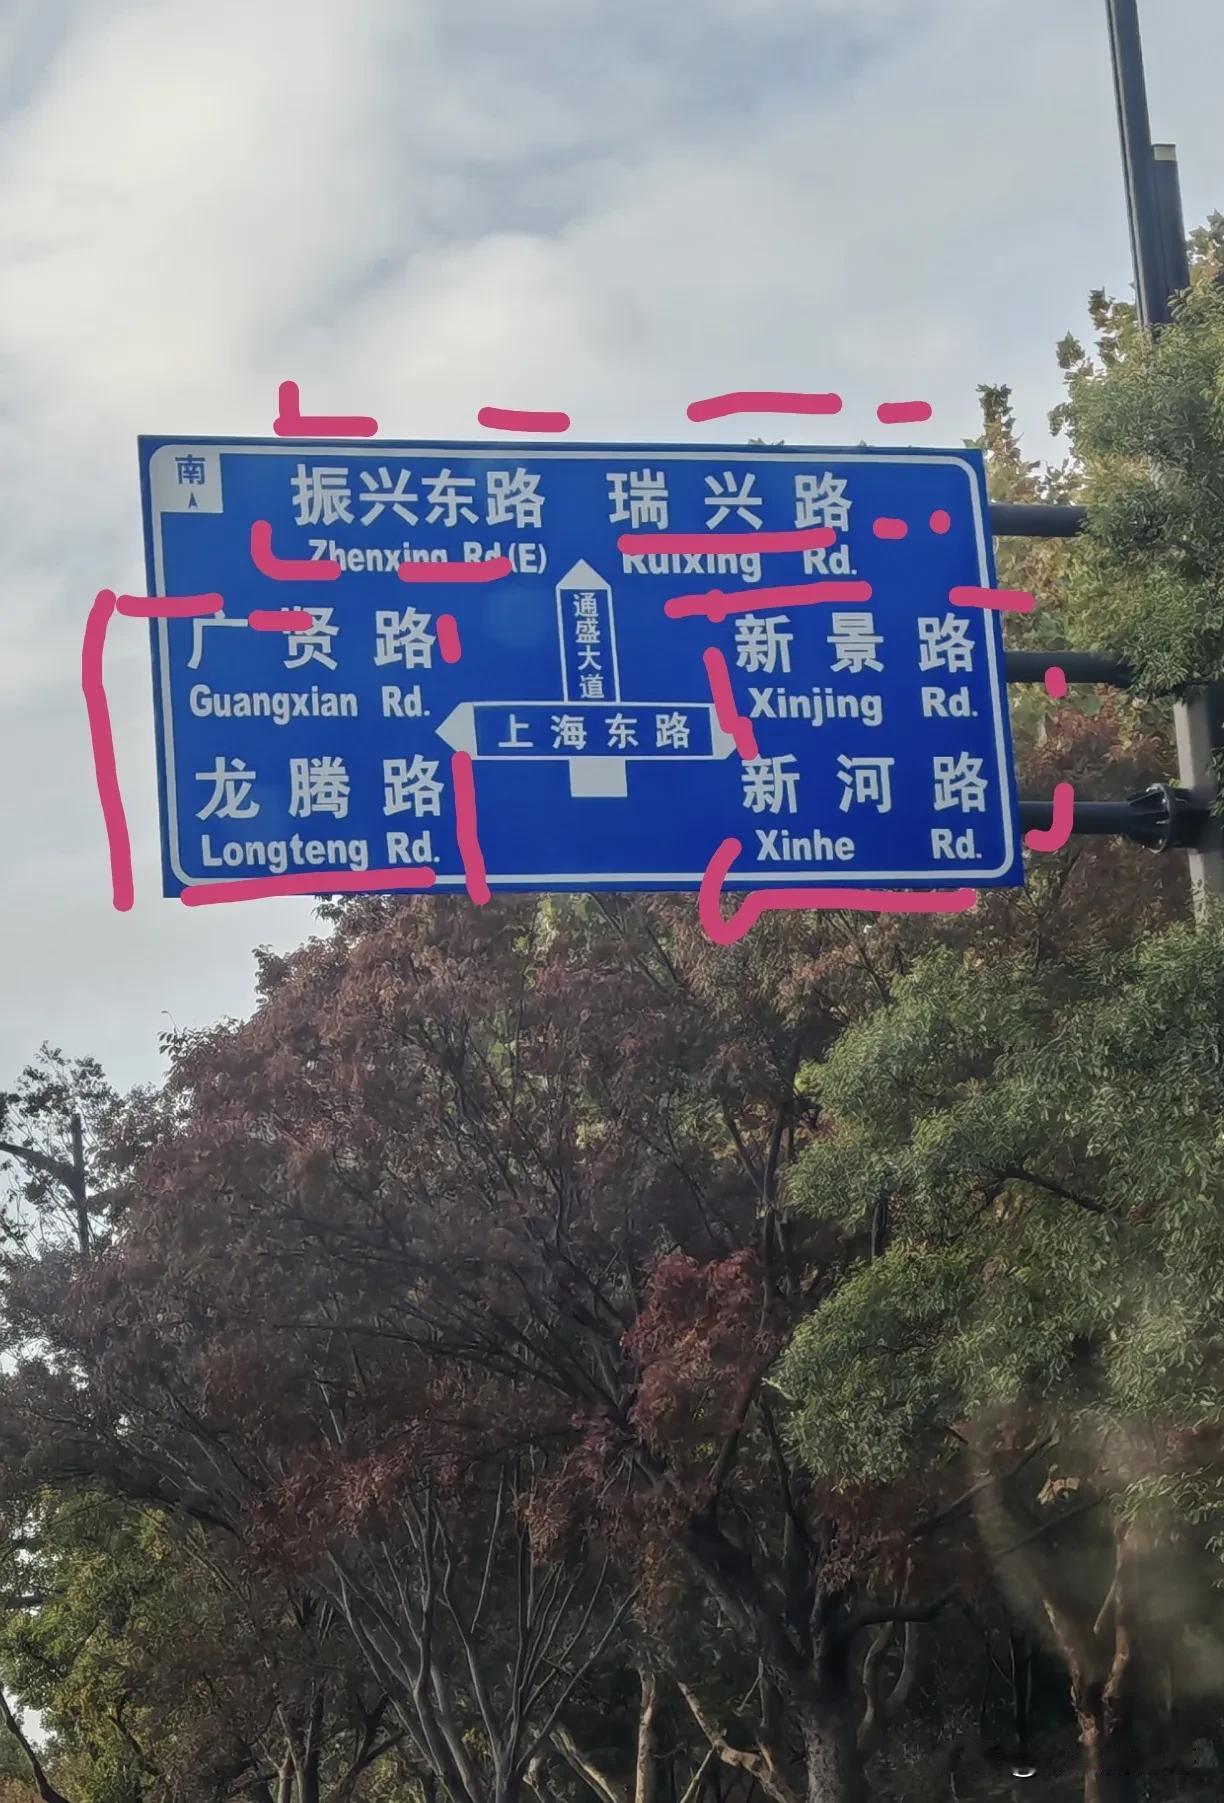 南
振兴东路 瑞兴路
Zhenxing Rd.(E) Ruixing Rd.
通盛大道
广贤路 新景路
Guangxian Rd. Xinjing Rd.
上海东路
龙腾路 新河路
Longteng Rd. Xinhe Rd.